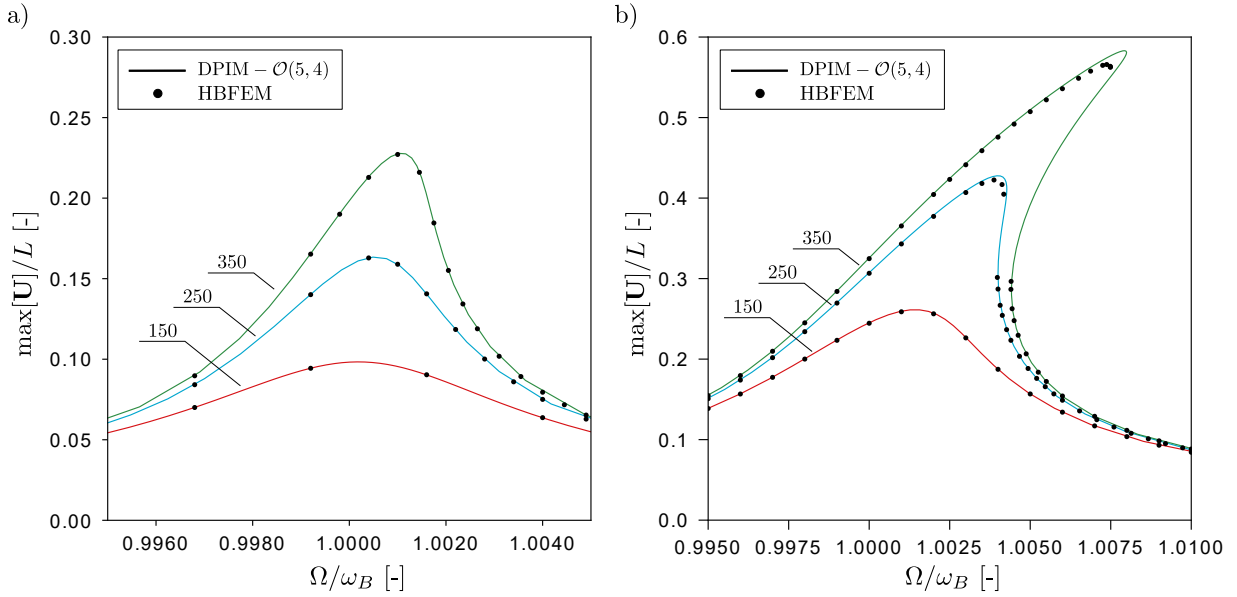 a)
0.30
0.25
0.20
0.15
0.10
0.05
0.00
max[U]/L [-]
DPIM − O(5, 4)
HBFEM
350
250
150
0.9960 0.9980 1.0000 1.0020 1.0040
Ω/ω_B [-]
b)
0.6
0.5
0.4
0.3
0.2
0.1
0.0
max[U]/L [-]
DPIM − O(5, 4)
HBFEM
350
250
150
0.9950 0.9975 1.0000 1.0025 1.0050 1.0075 1.0100
Ω/ω_B [-]